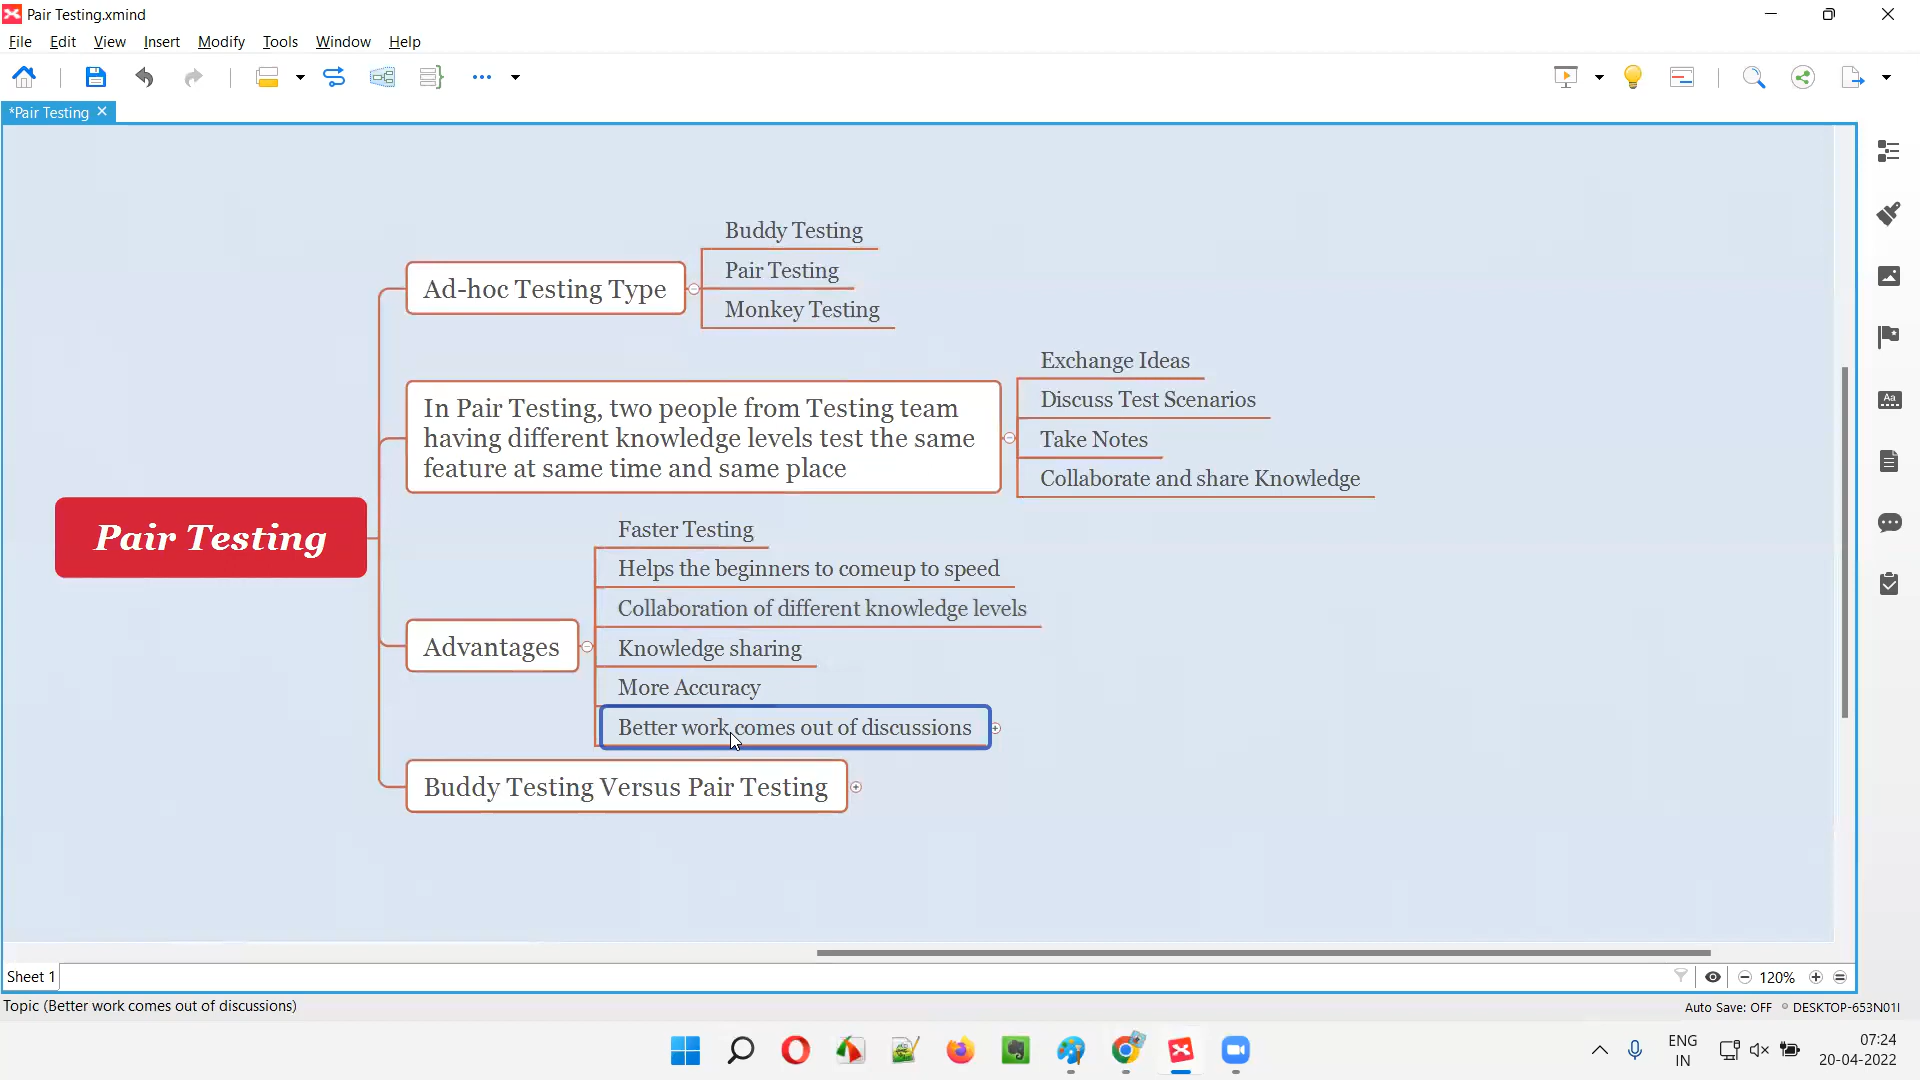 Pair Testing.xmind
File Edit View Insert Modify Tools Window Help
*Pair Testing
Buddy Testing
Ad-hoc Testing Type
Pair Testing
Monkey Testing
In Pair Testing, two people from Testing team
having different knowledge levels test the same
feature at same time and same place
Exchange Ideas
Discuss Test Scenarios
Take Notes
Collaborate and share Knowledge
Pair Testing
Advantages
Faster Testing
Helps the beginners to comeup to speed
Collaboration of different knowledge levels
Knowledge sharing
More Accuracy
Better work comes out of discussions
Buddy Testing Versus Pair Testing
Aa
Sheet 1
120%
Topic (Better work comes out of discussions)
Auto Save: OFF DESKTOP-653N01I
ENG
IN
07:24
20-04-2022